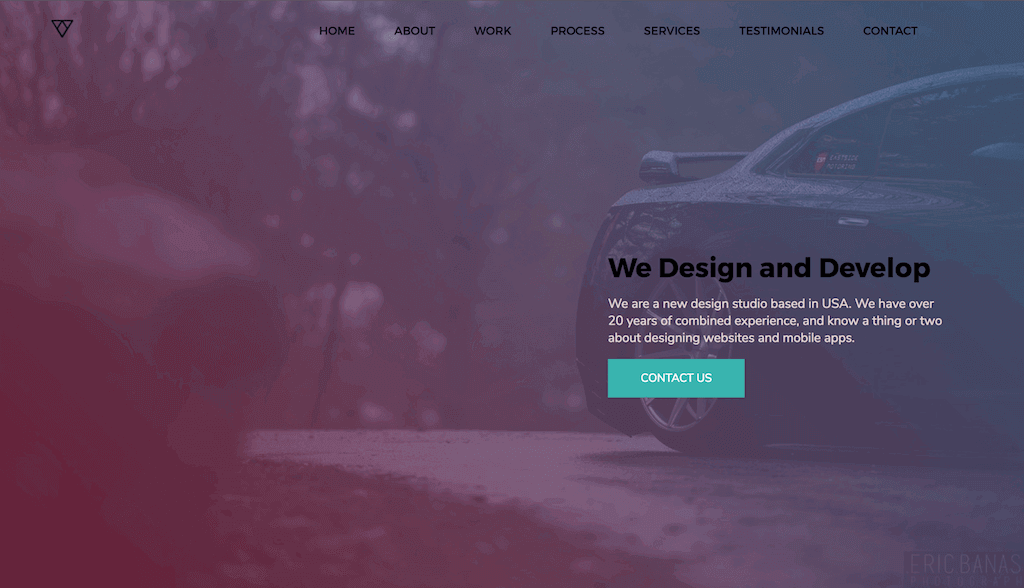 HOME ABOUT WORK PROCESS SERVICES TESTIMONIALS CONTACT
We Design and Develop
We are a new design studio based in USA. We have over
20 years of combined experience, and know a thing or two
about designing websites and mobile apps.
CONTACT US
ERIC BANAS